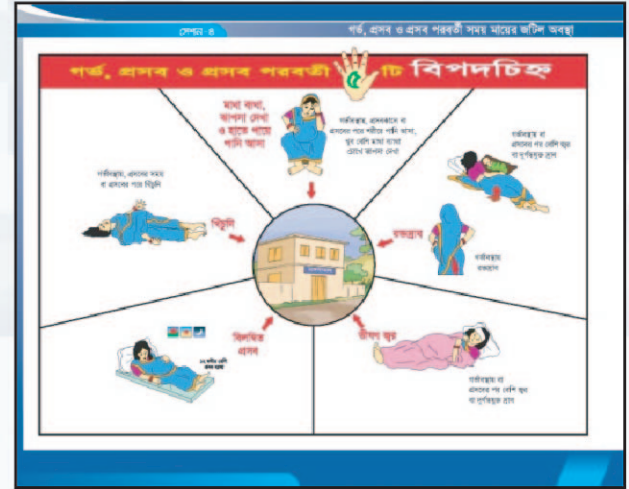 সেশন-৪
গর্ভ, প্রসব ও প্রসব পরবর্তী সময় মায়ের জটিল অবস্থা
গর্ভ, প্রসব ও প্রসব পরবর্তী ৫ টি বিপদচিহ্ন
মাথা ব্যথা,
ঝাপসা দেখা
ও হাতে পায়ে
পানি আসা
গর্ভাবস্থায়, প্রসবকালে বা
প্রসবের পরে শরীরে পানি আসা,
খুব বেশি মাথা ব্যথা
চোখে ঝাপসা দেখা
গর্ভাবস্থায় বা
প্রসবের পর বেশি জ্বর
বা দুর্গন্ধযুক্ত স্রাব
গর্ভাবস্থায়, প্রসবের সময়
বা প্রসবের পরে খিঁচুনি
খিঁচুনি
রক্তস্রাব
গর্ভাবস্থায়
রক্তস্রাব
বিলম্বিত
প্রসব
ভীষণ জ্বর
গর্ভাবস্থায় বা
প্রসবের পর বেশি জ্বর
বা দুর্গন্ধযুক্ত স্রাব